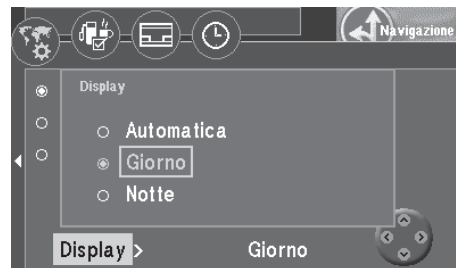 Navigazione
Display
Automatica
Giorno
Notte
Display > Giorno